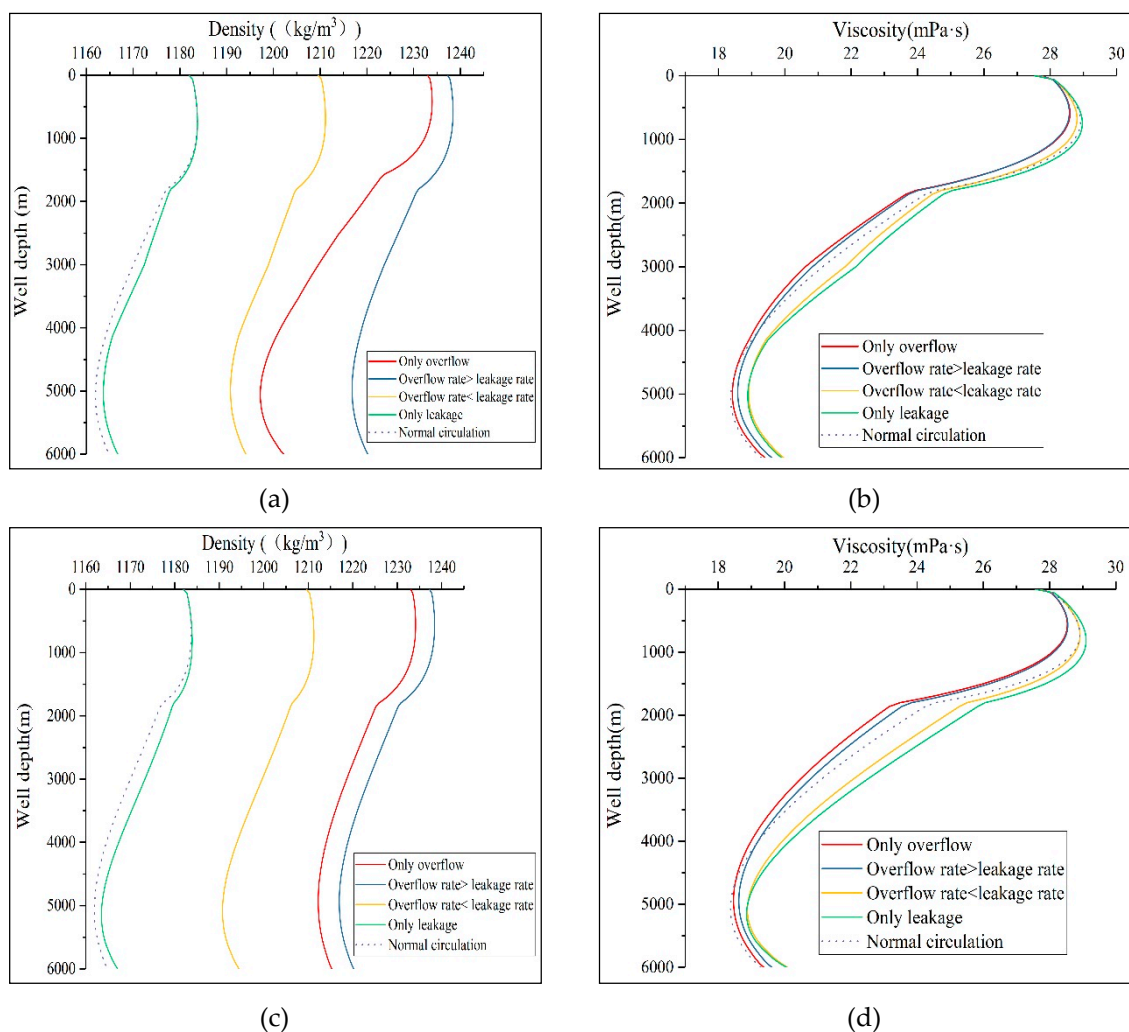 Density (（kg/m³ )
1160 1170 1180 1190 1200 1210 1220 1230 1240
Well depth (m)
0
1000
2000
3000
4000
5000
6000
Only overflow
Overflow rate> leakage rate
Overflow rate< leakage rate
Only leakage
Normal circulation
(a)
Viscosity(mPa·s)
18 20 22 24 26 28 30
Well depth(m)
0
1000
2000
3000
4000
5000
6000
Only overflow
Overflow rate>leakage rate
Overflow rate<leakage rate
Only leakage
Normal circulation
(b)
Density (（kg/m³ )
1160 1170 1180 1190 1200 1210 1220 1230 1240
Well depth(m)
0
1000
2000
3000
4000
5000
6000
Only overflow
Overflow rate> leakage rate
Overflow rate< leakage rate
Only leakage
Normal circulation
(c)
Viscosity(mPa·s)
18 20 22 24 26 28 30
Well depth(m)
0
1000
2000
3000
4000
5000
6000
Only overflow
Overflow rate>leakage rate
Overflow rate<leakage rate
Only leakage
Normal circulation
(d)